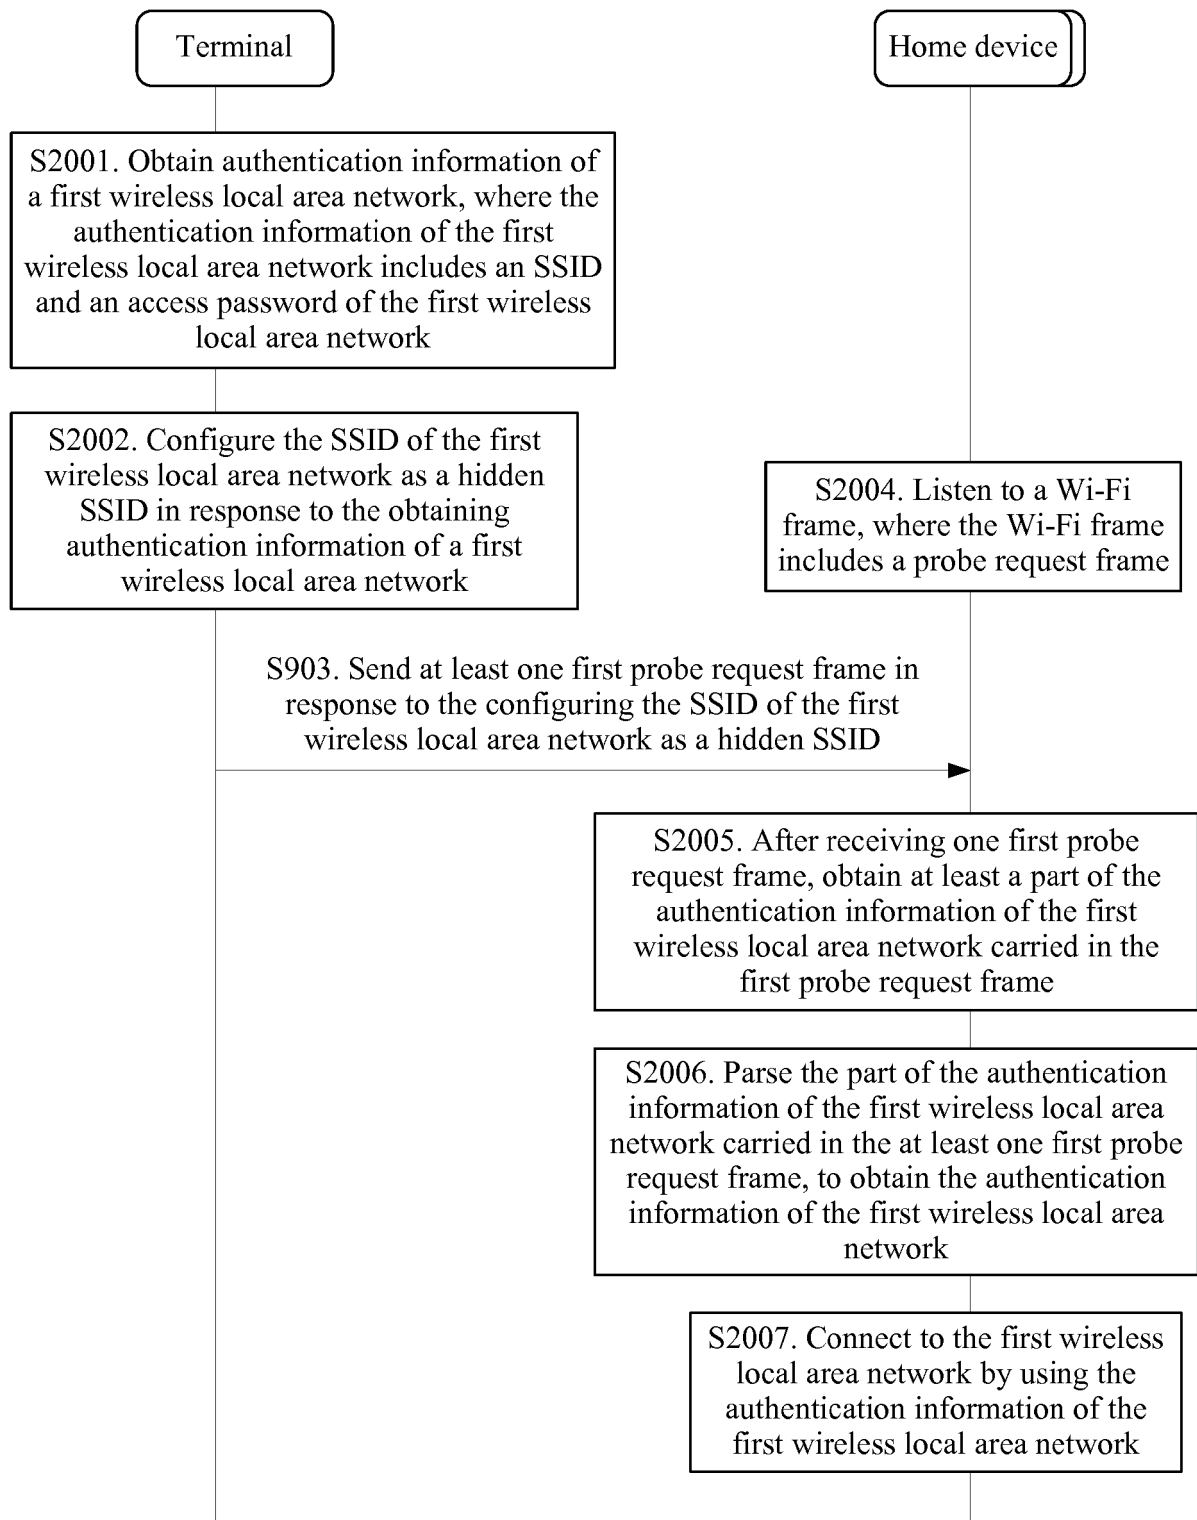 Terminal
Home device
S2001. Obtain authentication information of
a first wireless local area network, where the
authentication information of the first
wireless local area network includes an SSID
and an access password of the first wireless
local area network
S2002. Configure the SSID of the first
wireless local area network as a hidden
SSID in response to the obtaining
authentication information of a first
wireless local area network
S2004. Listen to a Wi-Fi
frame, where the Wi-Fi frame
includes a probe request frame
S903. Send at least one first probe request frame in
response to the configuring the SSID of the first
wireless local area network as a hidden SSID
S2005. After receiving one first probe
request frame, obtain at least a part of the
authentication information of the first
wireless local area network carried in the
first probe request frame
S2006. Parse the part of the authentication
information of the first wireless local area
network carried in the at least one first probe
request frame, to obtain the authentication
information of the first wireless local area
network
S2007. Connect to the first wireless
local area network by using the
authentication information of the
first wireless local area network